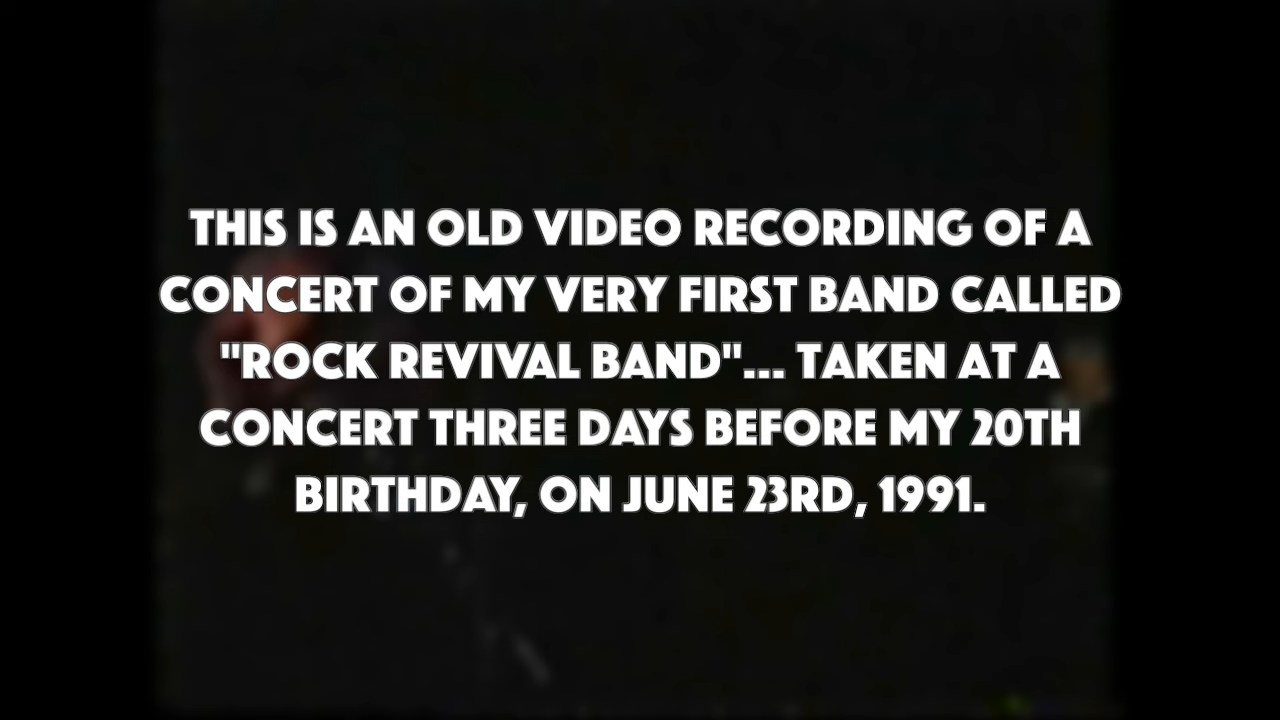 THIS IS AN OLD VIDEO RECORDING OF A
CONCERT OF MY VERY FIRST BAND CALLED
"ROCK REVIVAL BAND"... TAKEN AT A
CONCERT THREE DAYS BEFORE MY 20TH
BIRTHDAY, ON JUNE 23RD, 1991.